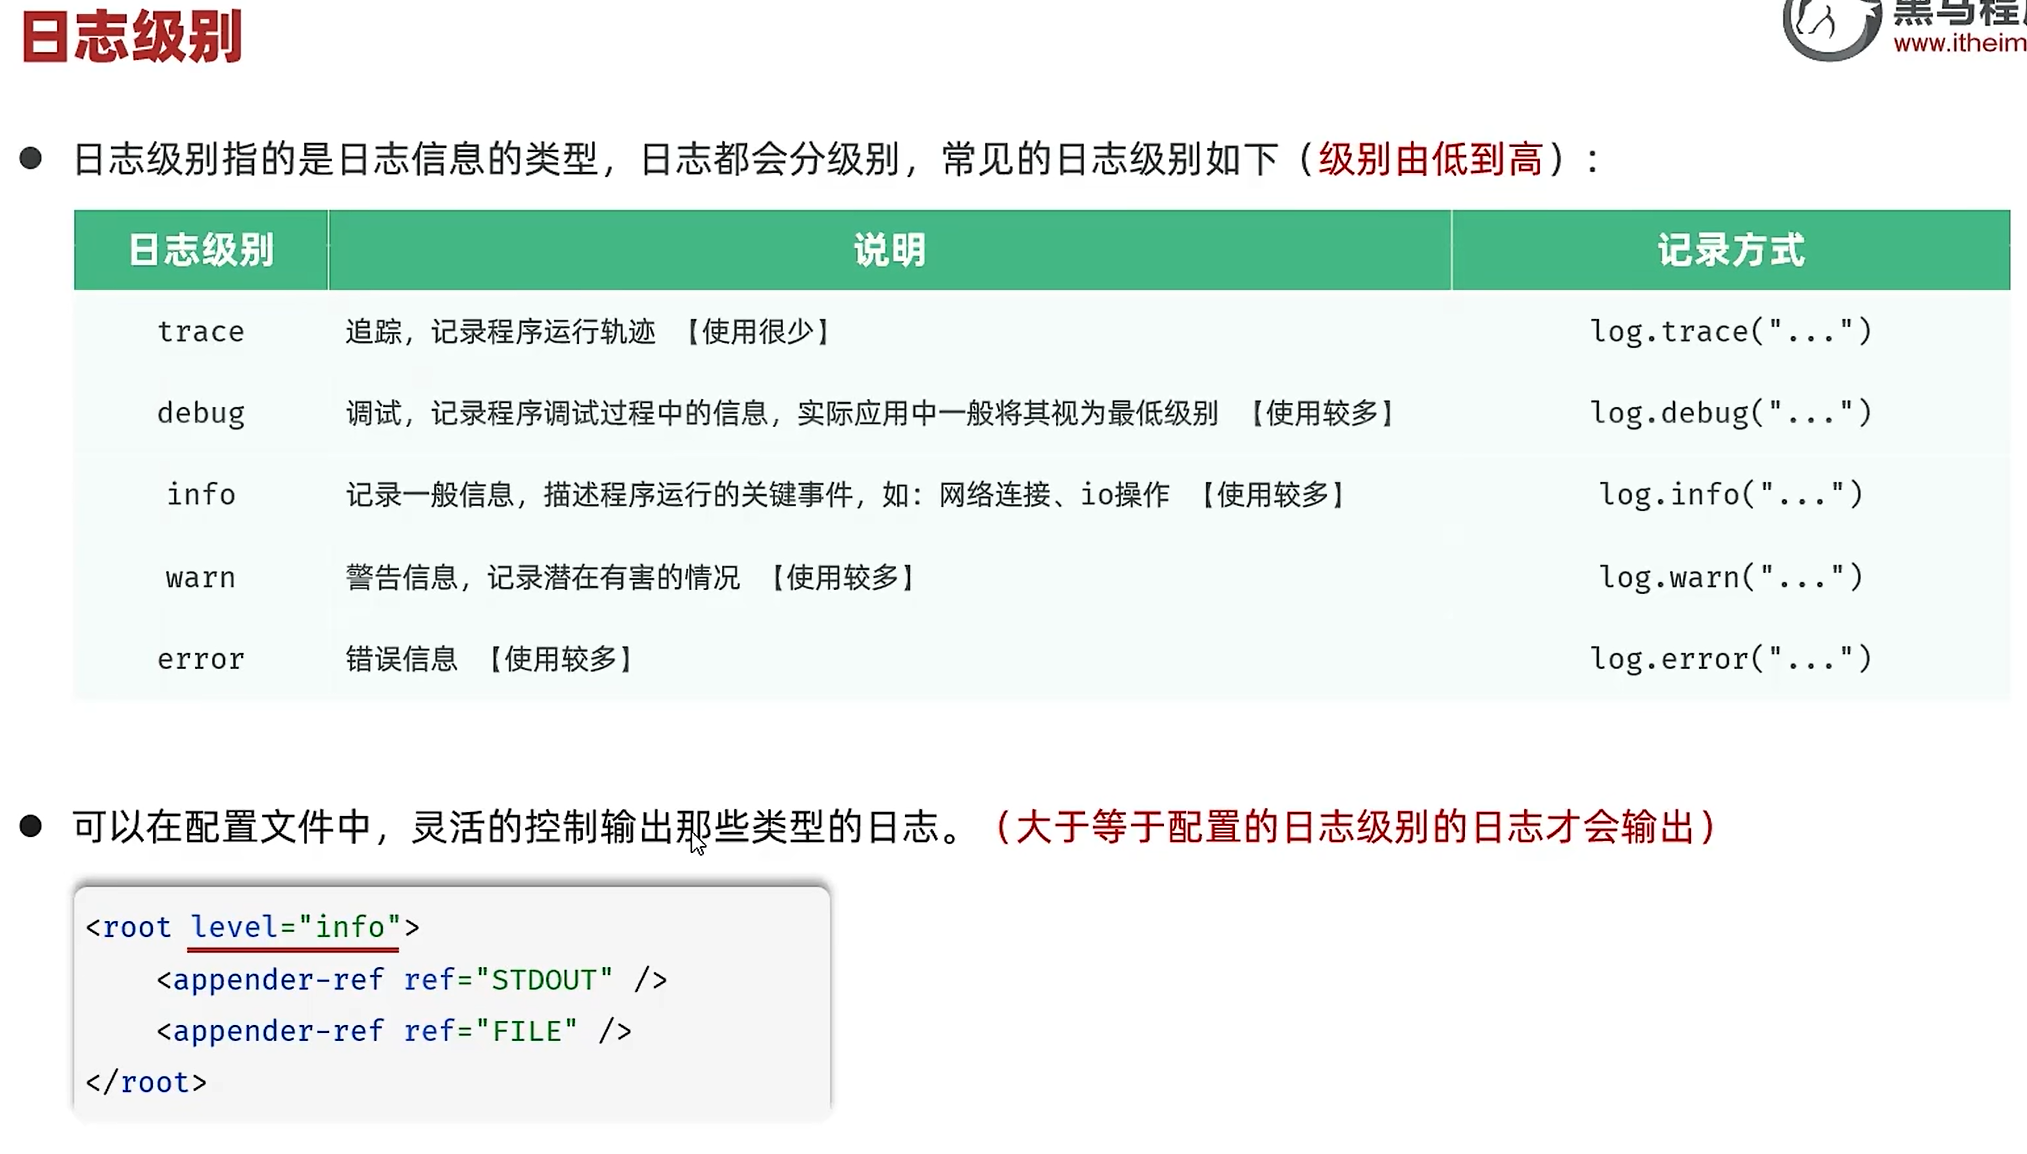 日志级别
www.itheim
● 日志级别指的是日志信息的类型，日志都会分级别，常见的日志级别如下（级别由低到高）：
日志级别 说明 记录方式
trace 追踪，记录程序运行轨迹 【使用很少】 log.trace("...")
debug 调试，记录程序调试过程中的信息，实际应用中一般将其视为最低级别 【使用较多】 log.debug("...")
info 记录一般信息，描述程序运行的关键事件，如：网络连接、io操作 【使用较多】 log.info("...")
warn 警告信息，记录潜在有害的情况 【使用较多】 log.warn("...")
error 错误信息 【使用较多】 log.error("...")
● 可以在配置文件中，灵活的控制输出那些类型的日志。（大于等于配置的日志级别的日志才会输出）
<root level="info">
    <appender-ref ref="STDOUT" />
    <appender-ref ref="FILE" />
</root>